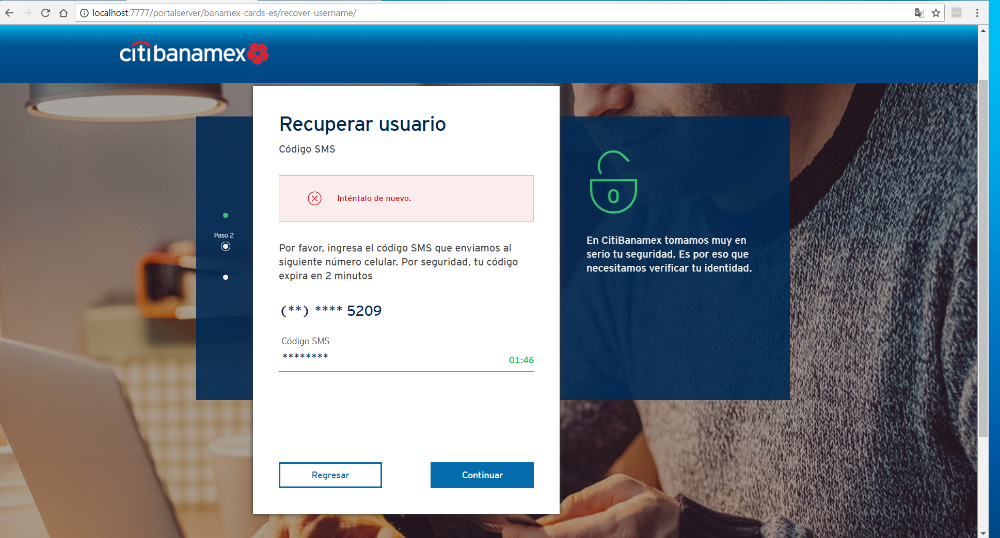 localhost:7777/portalserver/banamex-cards-es/recover-username/
citibanamex
Recuperar usuario
Código SMS
Inténtalo de nuevo.
Paso 2
Por favor, ingresa el código SMS que enviamos al
siguiente número celular. Por seguridad, tu código
expira en 2 minutos
(**) **** 5209
Código SMS
********
01:46
Regresar
Continuar
0
En CitiBanamex tomamos muy en
serio tu seguridad. Es por eso que
necesitamos verificar tu identidad.